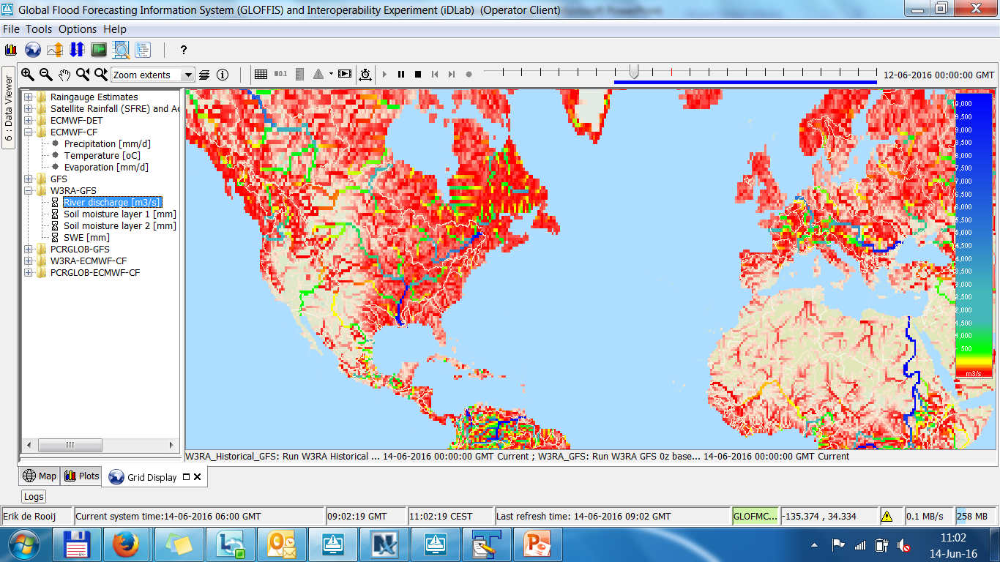 Global Flood Forecasting Information System (GLOFFIS) and Interoperability Experiment (iDLab)  (Operator Client)
File Tools Options Help
?
Zoom extents
0.1
12-06-2016 00:00:00 GMT
6 : Data Viewer
Raingauge Estimates
Satellite Rainfall (SFRE) and Ac
ECMWF-DET
ECMWF-CF
Precipitation [mm/d]
Temperature [oC]
Evaporation [mm/d]
GFS
W3RA-GFS
River discharge [m3/s]
Soil moisture layer 1 [mm]
Soil moisture layer 2 [mm]
SWE [mm]
PCRGLOB-GFS
W3RA-ECMWF-CF
PCRGLOB-ECMWF-CF
9,500
9,000
8,500
8,000
7,500
7,000
6,500
6,000
5,500
5,000
4,500
4,000
3,500
3,000
2,500
2,000
1,500
1,000
500
m3/s
W3RA_Historical_GFS: Run W3RA Historical ... 14-06-2016 00:00:00 GMT Current ; W3RA_GFS: Run W3RA GFS 0z base... 14-06-2016 00:00:00 GMT Current
Map Plots Grid Display
Logs
Erik de Rooij Current system time:14-06-2016 06:00 GMT 09:02:19 GMT 11:02:19 CEST Last refresh time: 14-06-2016 09:02 GMT GLOFMC... -135.374 , 34.334 0.1 MB/s 258 MB
11:02
14-Jun-16